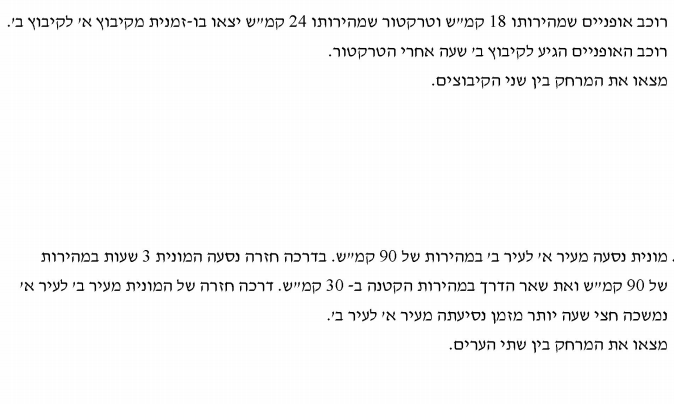 רוכב אופניים שמהירותו 18 קמ״ש וטרקטור שמהירותו 24 קמ״ש יצאו בו-זמנית מקיבוץ א׳ לקיבוץ ב׳.
רוכב האופניים הגיע לקיבוץ ב׳ שעה אחרי הטרקטור.
מצאו את המרחק בין שני הקיבוצים.
. מונית נסעה מעיר א׳ לעיר ב׳ במהירות של 90 קמ״ש. בדרכה חזרה נסעה המונית 3 שעות במהירות
של 90 קמ״ש ואת שאר הדרך במהירות הקטנה ב- 30 קמ״ש. דרכה חזרה של המונית מעיר ב׳ לעיר א׳
נמשכה חצי שעה יותר מזמן נסיעתה מעיר א׳ לעיר ב׳.
מצאו את המרחק בין שתי הערים.